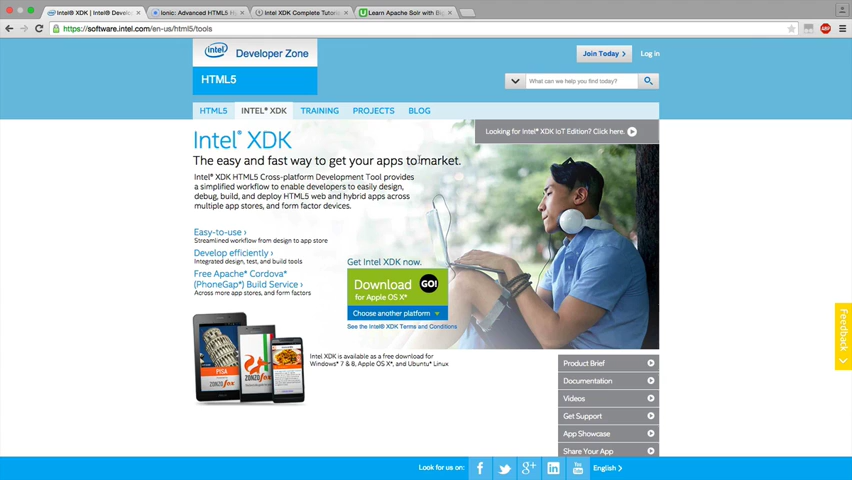 Intel® XDK | Intel® Develo
Ionic: Advanced HTML5 H
Intel XDK Complete Tutoria
Learn Apache Solr with Big
https://software.intel.com/en-us/html5/tools
ABP
intel
Developer Zone
HTML5
Join Today >
Log in
What can we help you find today?
HTML5
INTEL® XDK
TRAINING
PROJECTS
BLOG
Looking for Intel® XDK IoT Edition? Click here.
Intel® XDK
The easy and fast way to get your apps to market.
Intel® XDK HTML5 Cross-platform Development Tool provides
a simplified workflow to enable developers to easily design,
debug, build, and deploy HTML5 web and hybrid apps across
multiple app stores, and form factor devices.
Easy-to-use ›
Streamlined workflow from design to app store
Develop efficiently ›
Integrated design, test, and build tools
Free Apache* Cordova*
(PhoneGap*) Build Service ›
Across more app stores, and form factors
Get Intel XDK now.
Download GO!
for Apple OS X*
Choose another platform
See the Intel® XDK Terms and Conditions
PISA
ZONZOfox
ZONZOfox
Intel XDK is available as a free download for
Windows* 7 & 8, Apple OS X*, and Ubuntu* Linux
Product Brief
Documentation
Videos
Get Support
App Showcase
Share Your App
Feedback
Look for us on:
English >